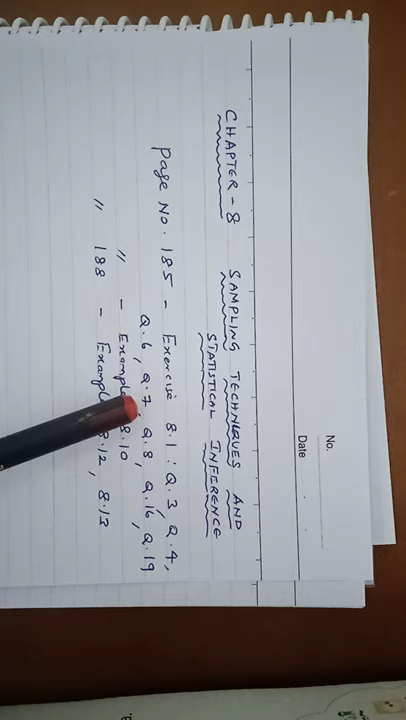 No.
Date
CHAPTER - 8 SAMPLING TECHNIQUES AND
STATISTICAL INFERENCE
Page No. 185 - Exercise 8.1 : Q.3, Q.4,
Q.6, Q.7, Q.8, Q.16, Q.19
" - Example 8.10
" 188 - Example 8.12, 8.13